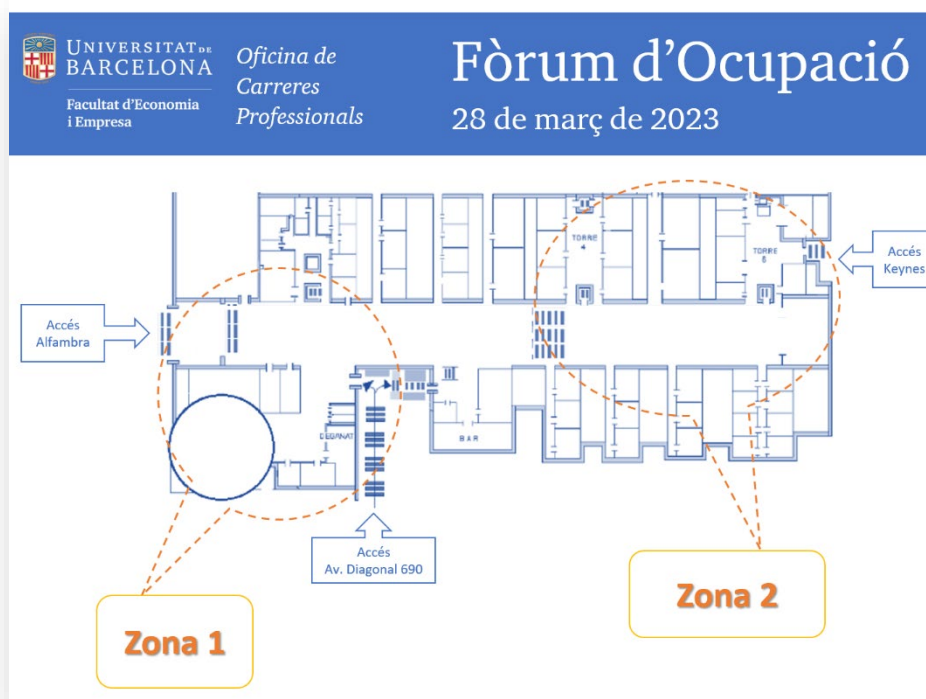 UNIVERSITAT DE
BARCELONA
Facultat d'Economia
i Empresa
Oficina de
Carreres
Professionals
Fòrum d'Ocupació
28 de març de 2023
TORRE
4
TORRE
5
Accés
Keynes
Accés
Alfambra
DEGANAT
BAR
Accés
Av. Diagonal 690
Zona 1
Zona 2